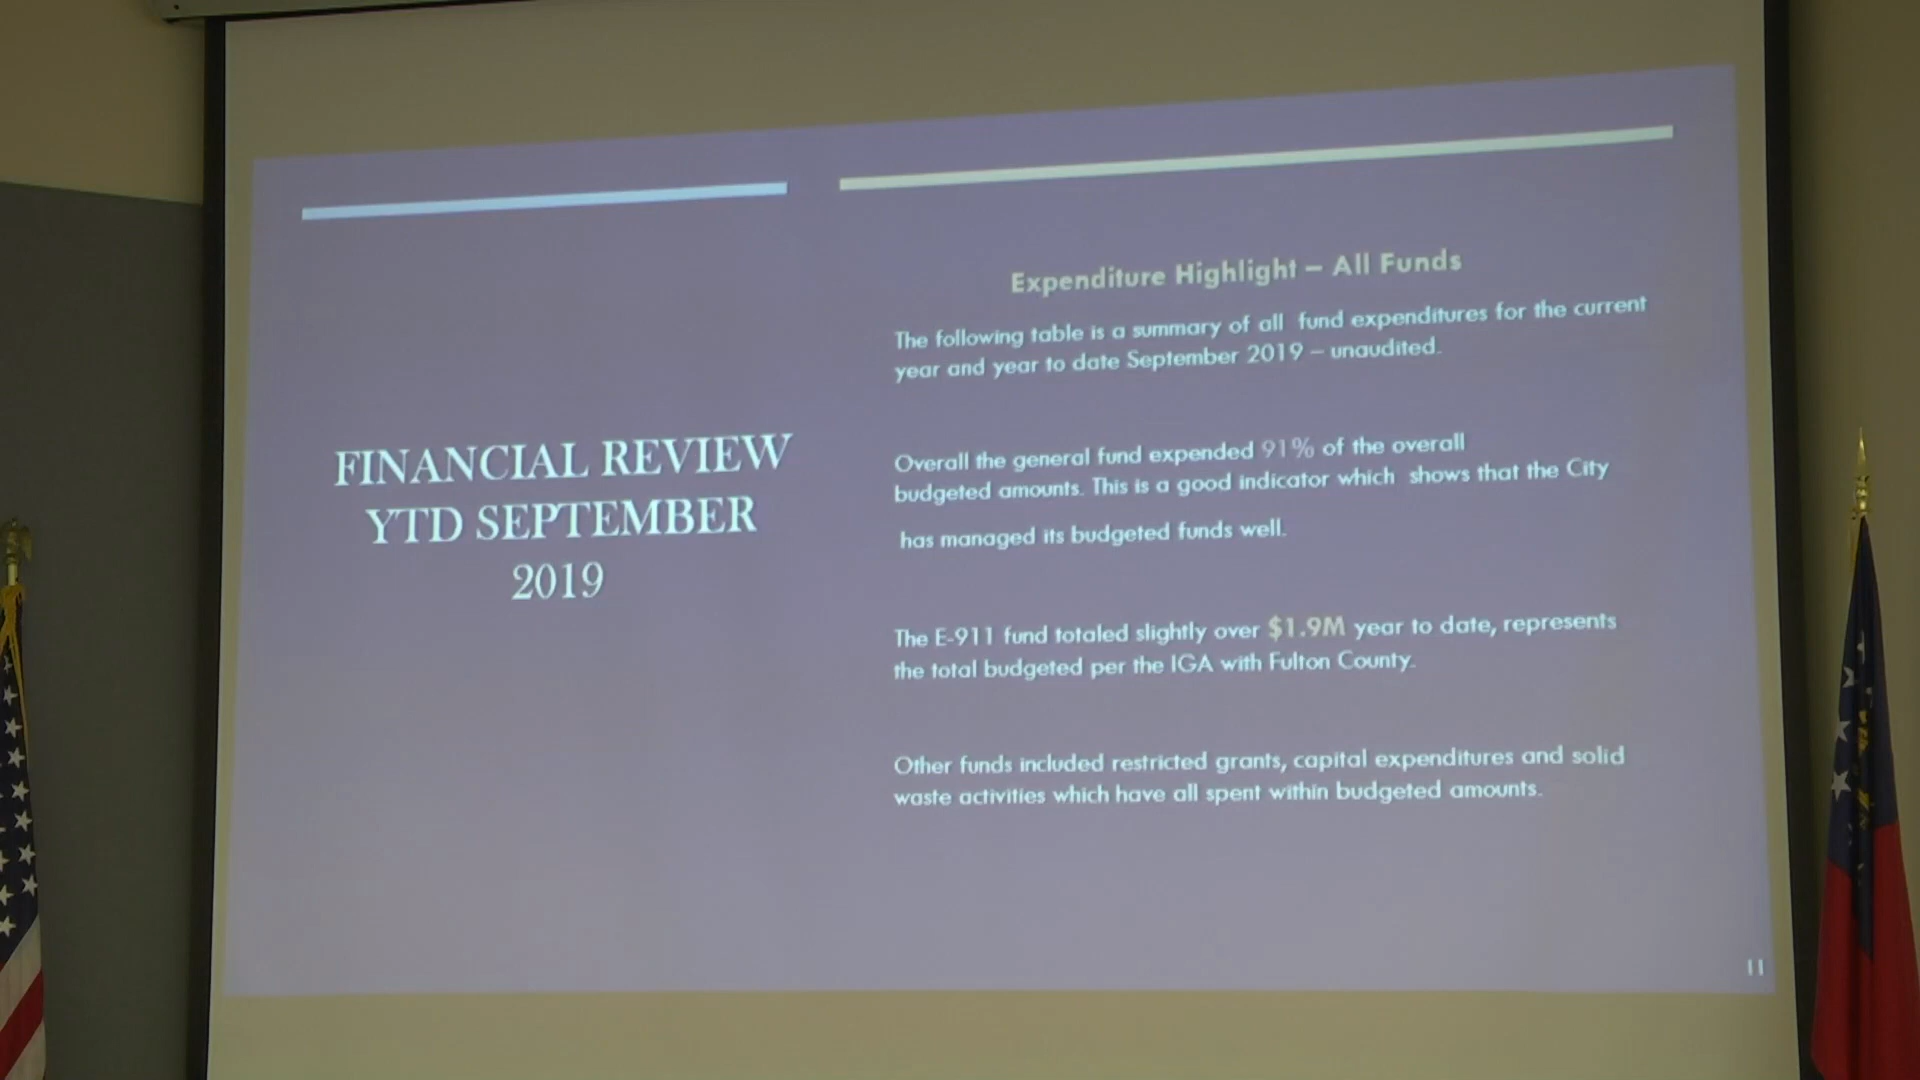 FINANCIAL REVIEW
YTD SEPTEMBER
2019
Expenditure Highlight – All Funds
The following table is a summary of all fund expenditures for the current
year and year to date September 2019 – unaudited.
Overall the general fund expended 91% of the overall
budgeted amounts. This is a good indicator which shows that the City
has managed its budgeted funds well.
The E-911 fund totaled slightly over $1.9M year to date, represents
the total budgeted per the IGA with Fulton County.
Other funds included restricted grants, capital expenditures and solid
waste activities which have all spent within budgeted amounts.
11